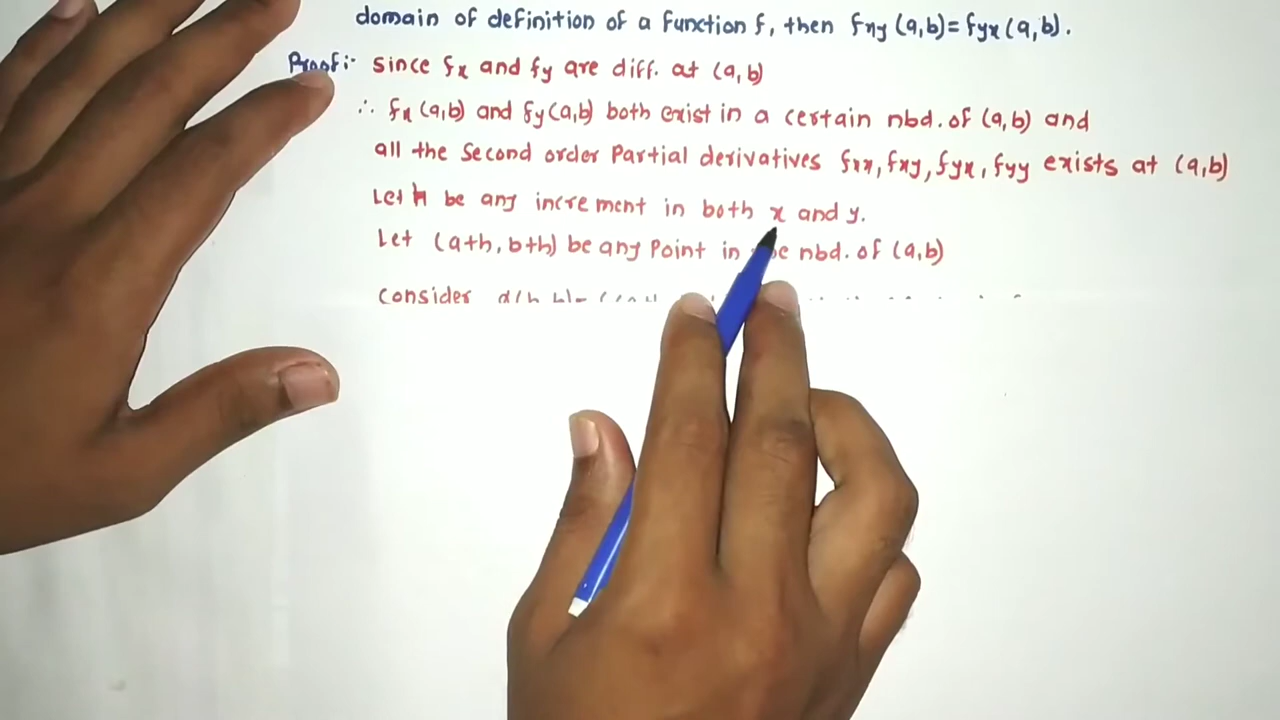 domain of definition of a function f, then fxy (a,b)= fyx (a,b).
Proof:- since fx and fy are diff. at (a,b)
∴ fx (a,b) and fy(a,b) both exist in a certain nbd. of (a,b) and
all the second order Partial derivatives fxx, fxy, fyx, fyy exists at (a,b)
Let h be any increment in both x and y.
Let (a+h, b+h) be any Point in nbd. of (a,b)
consider